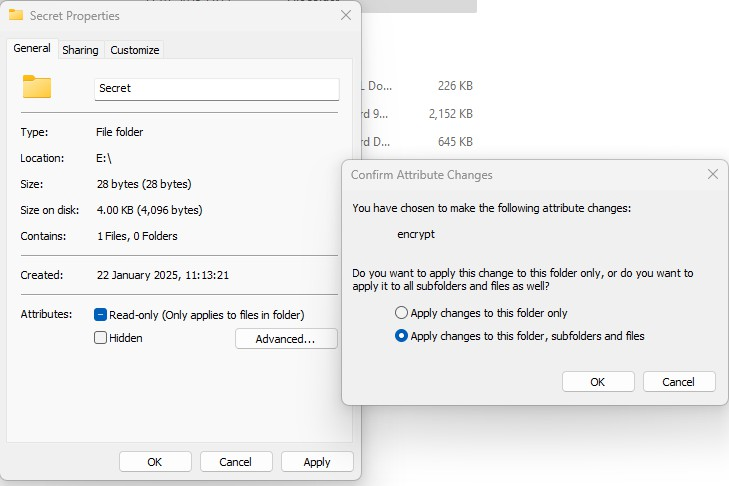 Secret Properties
General Sharing Customize
Secret
Type: File folder
Location: E:\
Size: 28 bytes (28 bytes)
Size on disk: 4.00 KB (4,096 bytes)
Contains: 1 Files, 0 Folders
Created: 22 January 2025, 11:13:21
Attributes: Read-only (Only applies to files in folder)
Hidden
Advanced...
OK Cancel Apply
L Do... 226 KB
rd 9... 2,152 KB
rd D... 645 KB
Confirm Attribute Changes
You have chosen to make the following attribute changes:
encrypt
Do you want to apply this change to this folder only, or do you want
to apply it to all subfolders and files as well?
Apply changes to this folder only
Apply changes to this folder, subfolders and files
OK Cancel